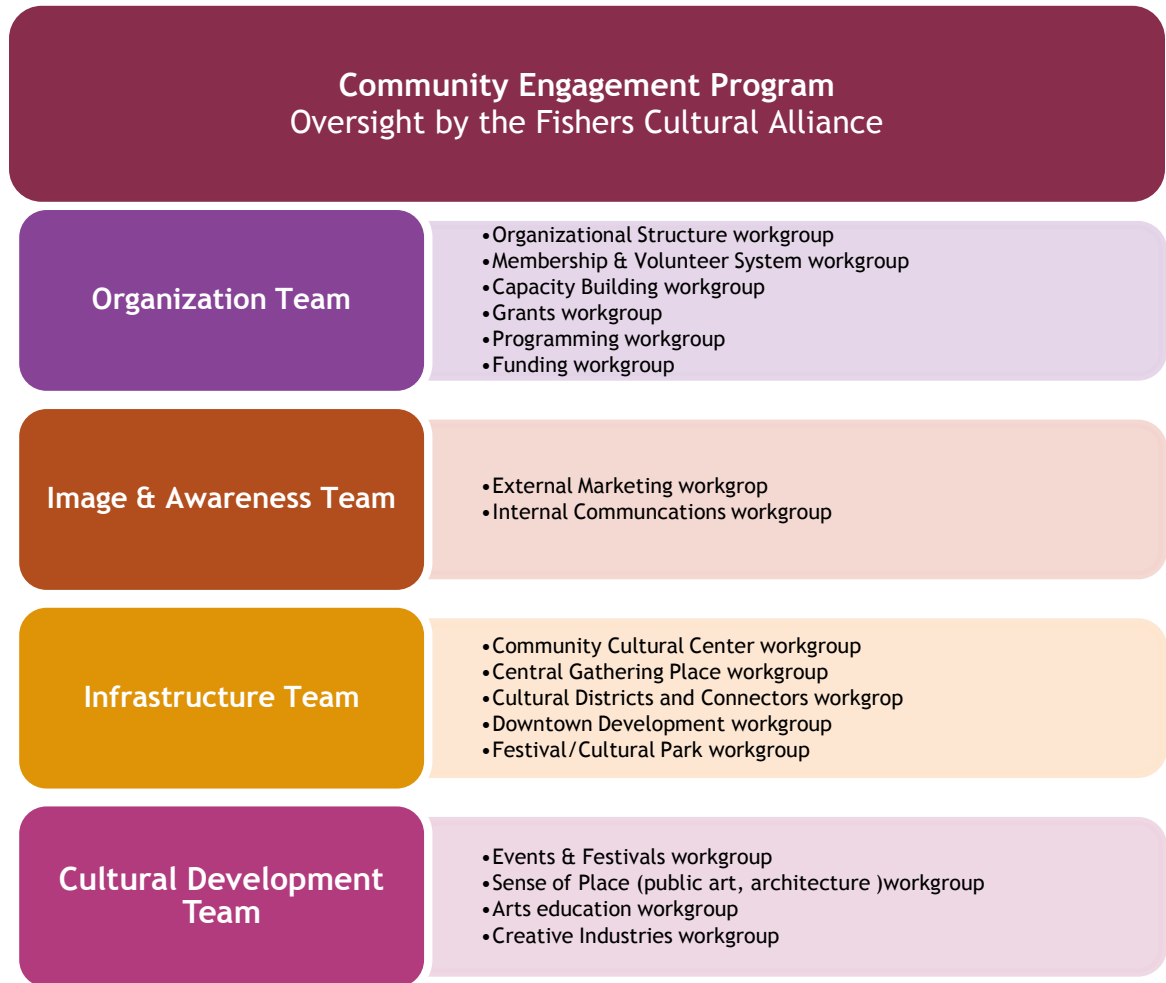 Community Engagement Program
Oversight by the Fishers Cultural Alliance
Organization Team
•Organizational Structure workgroup
•Membership & Volunteer System workgroup
•Capacity Building workgroup
•Grants workgroup
•Programming workgroup
•Funding workgroup
Image & Awareness Team
•External Marketing workgrop
•Internal Communcations workgroup
Infrastructure Team
•Community Cultural Center workgroup
•Central Gathering Place workgroup
•Cultural Districts and Connectors workgrop
•Downtown Development workgroup
•Festival/Cultural Park workgroup
Cultural Development
Team
•Events & Festivals workgroup
•Sense of Place (public art, architecture )workgroup
•Arts education workgroup
•Creative Industries workgroup